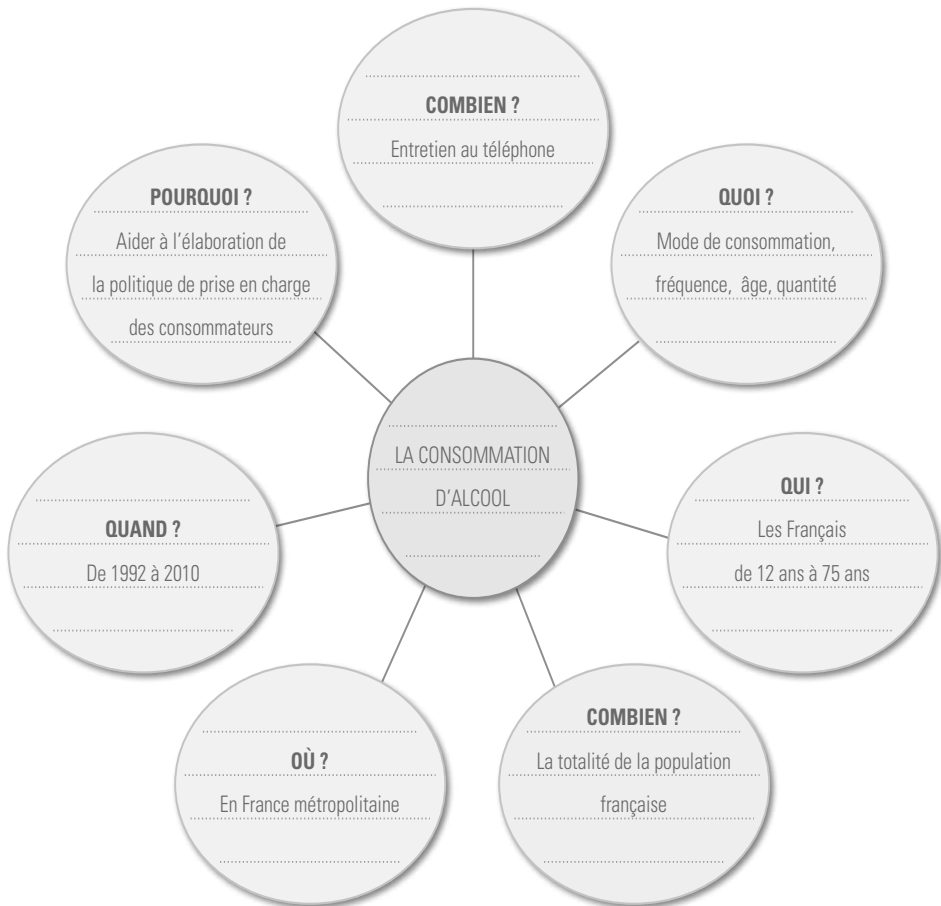 COMBIEN ?
Entretien au téléphone
POURQUOI ?
Aider à l'élaboration de
la politique de prise en charge
des consommateurs
QUOI ?
Mode de consommation,
fréquence, âge, quantité
LA CONSOMMATION
D'ALCOOL
QUAND ?
De 1992 à 2010
QUI ?
Les Français
de 12 ans à 75 ans
OÙ ?
En France métropolitaine
COMBIEN ?
La totalité de la population
française